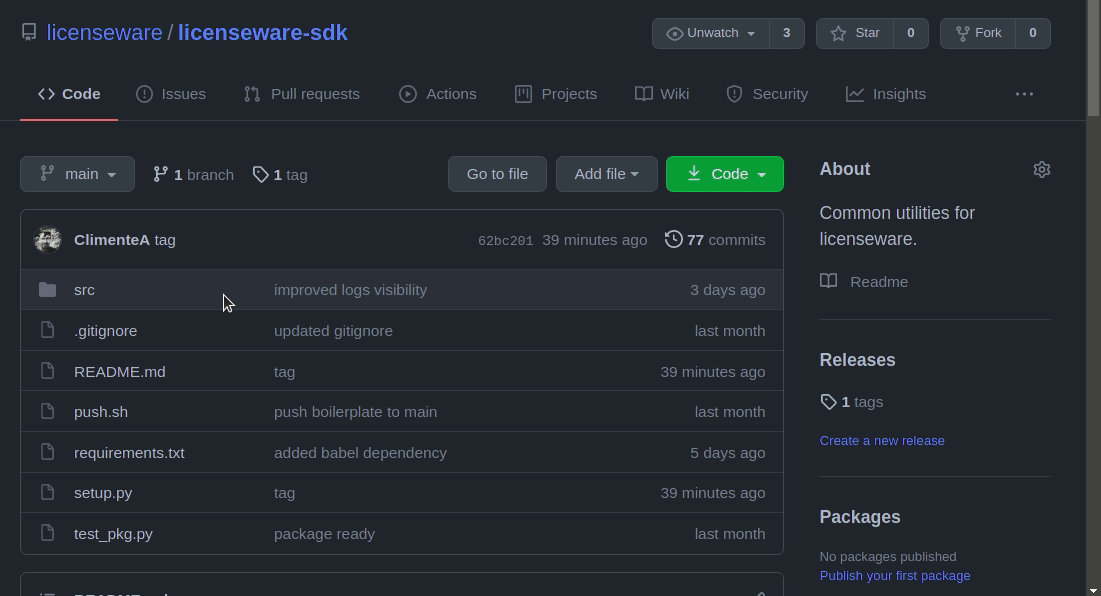 licenseware / licenseware-sdk
Unwatch 3 Star 0 Fork 0
Code Issues Pull requests Actions Projects Wiki Security Insights
main 1 branch 1 tag Go to file Add file Code
ClimenteA tag 62bc201 39 minutes ago 77 commits
src improved logs visibility 3 days ago
.gitignore updated gitignore last month
README.md tag 39 minutes ago
push.sh push boilerplate to main last month
requirements.txt added babel dependency 5 days ago
setup.py tag 39 minutes ago
test_pkg.py package ready last month
About
Common utilities for
licenseware.
Readme
Releases
1 tags
Create a new release
Packages
No packages published
Publish your first package